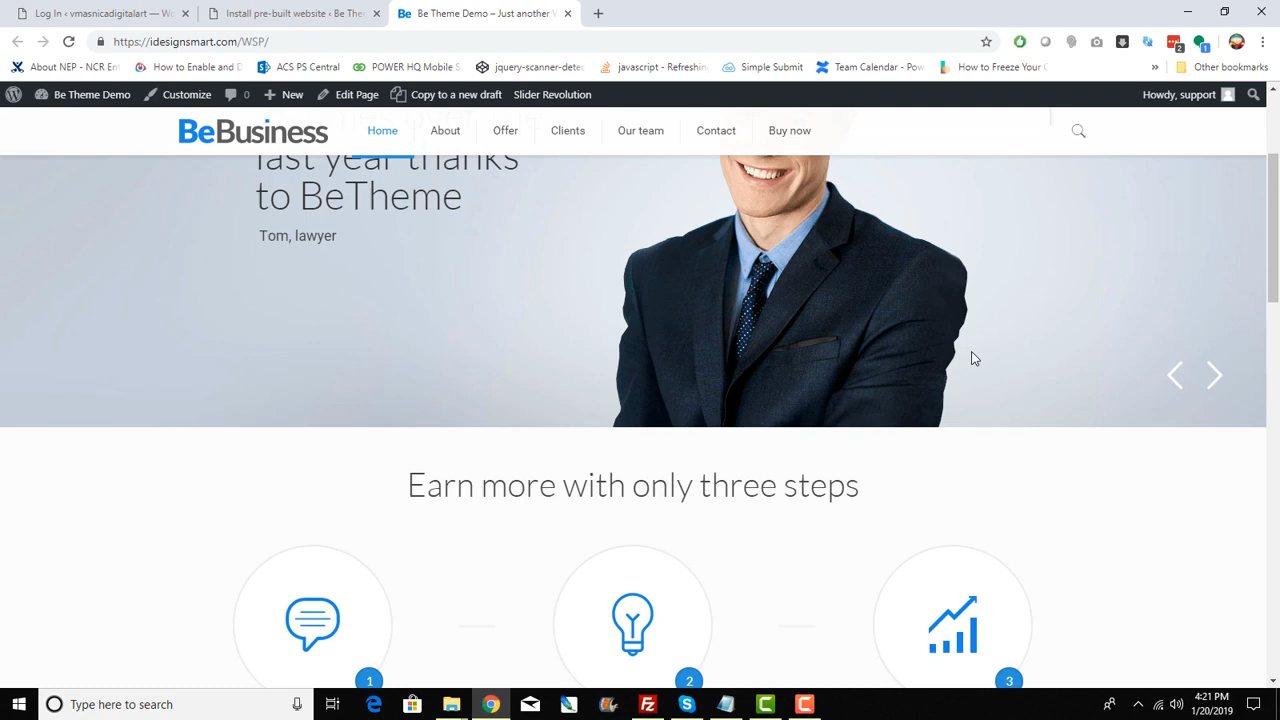 Log In ‹ vmasnicadigitalart — Wo
Install pre-built website ‹ Be The
Be Theme Demo – Just another W
https://idesignsmart.com/WSP/
2
1
About NEP - NCR Ent
How to Enable and D
ACS PS Central
POWER HQ Mobile S
jquery-scanner-detec
javascript - Refreshing
Simple Submit
Team Calendar - Pow
How to Freeze Your C
»
Other bookmarks
Be Theme Demo
Customize
0
New
Edit Page
Copy to a new draft
Slider Revolution
Howdy, support
BeBusiness
Home
About
Offer
Clients
Our team
Contact
Buy now
last year thanks
to BeTheme
Tom, lawyer
Earn more with only three steps
1
2
3
Type here to search
4:21 PM
1/20/2019